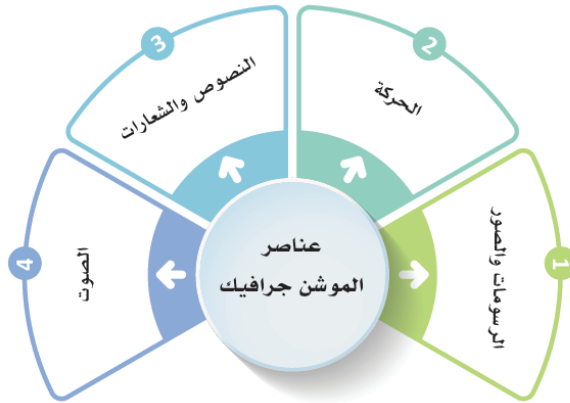 عناصر
الموشن جرافيك
1
الرسومات والصور
2
الحركة
3
النصوص والشعارات
4
الصوت